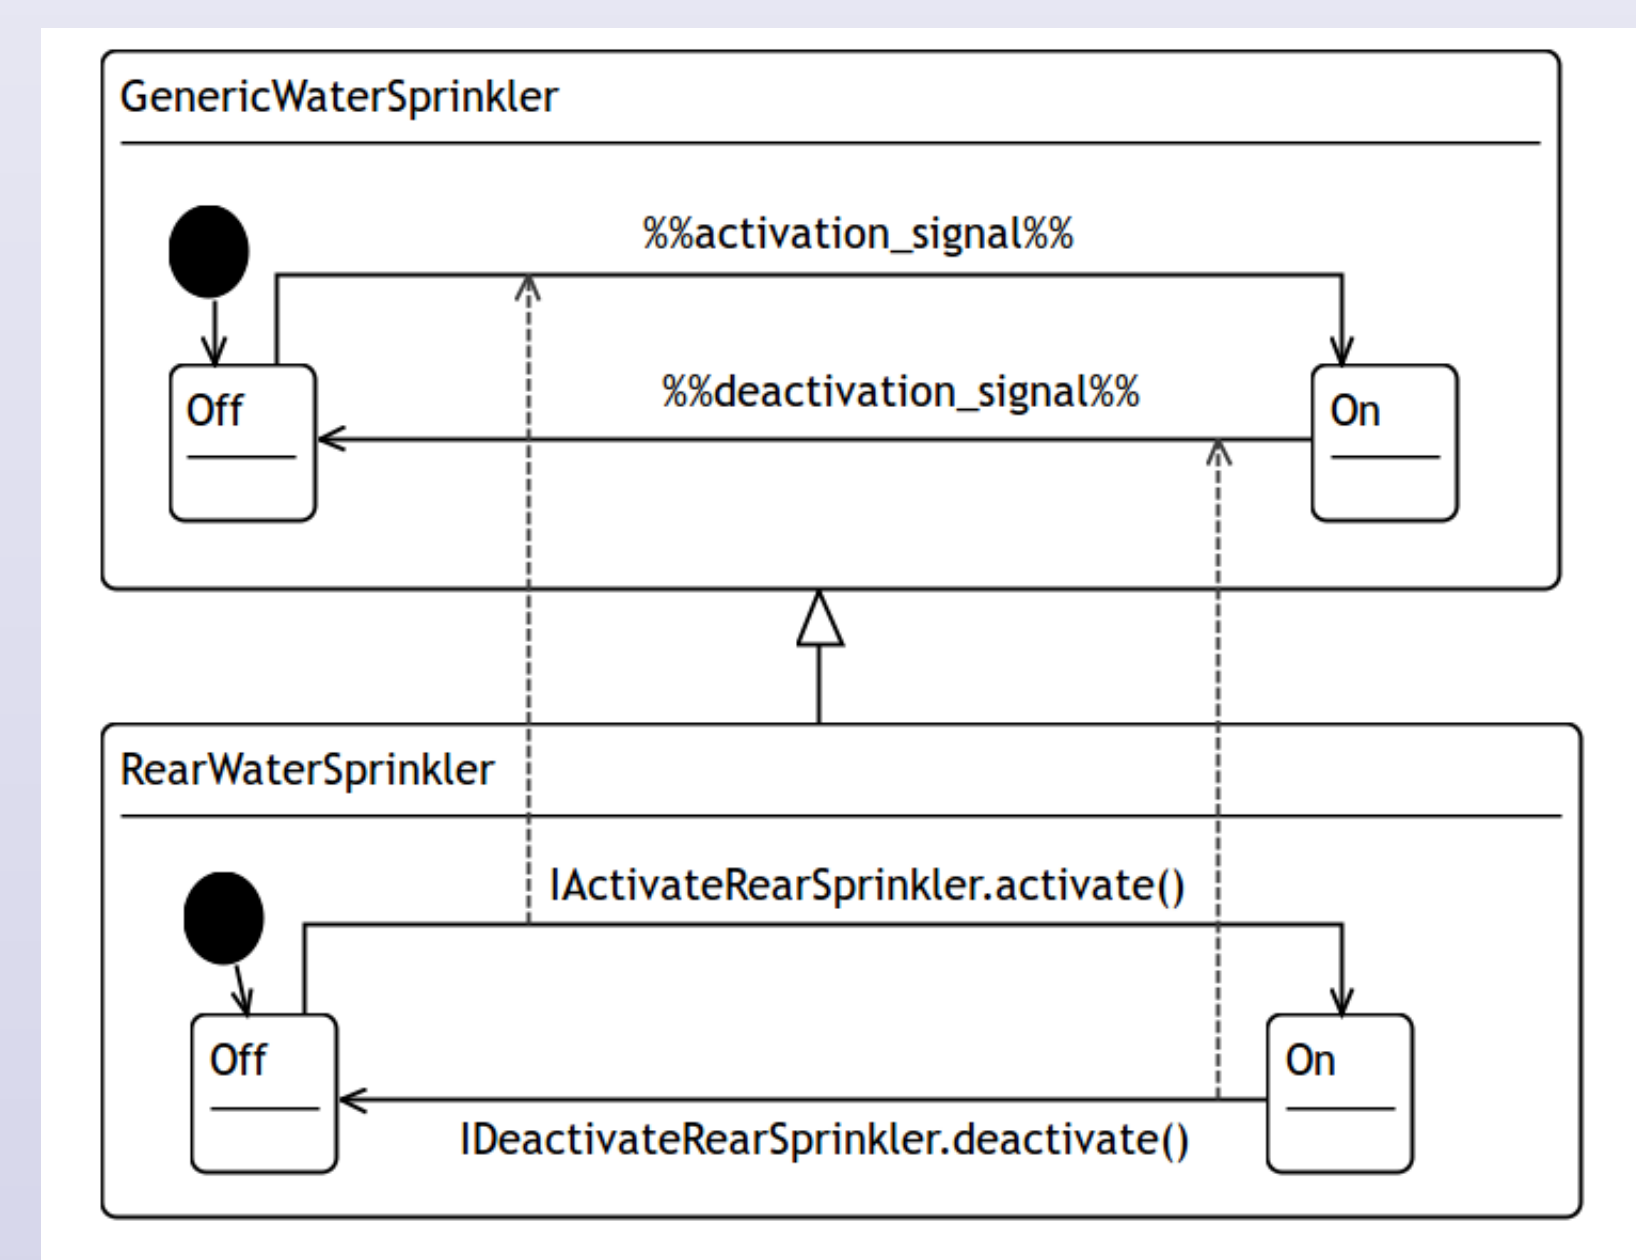 GenericWaterSprinkler
%%activation_signal%%
%%deactivation_signal%%
Off
On
RearWaterSprinkler
IActivateRearSprinkler.activate()
Off
On
IDeactivateRearSprinkler.deactivate()